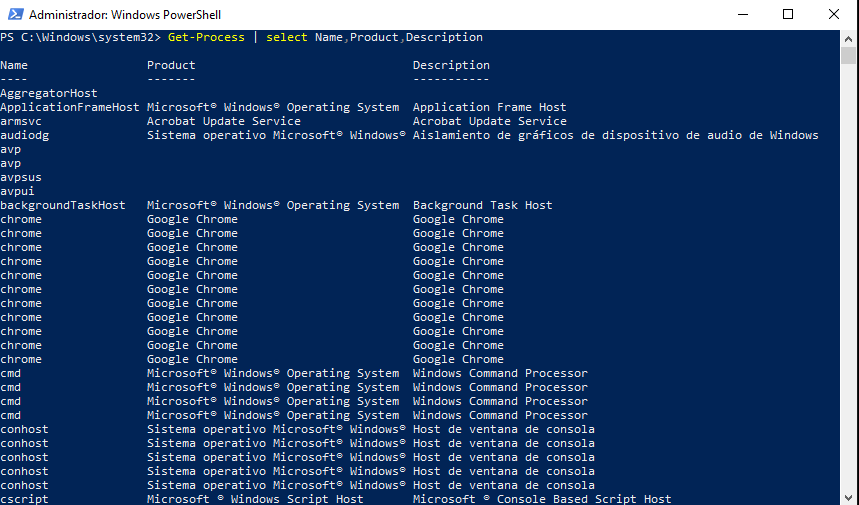 Administrador: Windows PowerShell
PS C:\Windows\system32> Get-Process | select Name,Product,Description
Name Product Description
---- ------- -----------
AggregatorHost
ApplicationFrameHost Microsoft® Windows® Operating System Application Frame Host
armsvc Acrobat Update Service Acrobat Update Service
audiodg Sistema operativo Microsoft® Windows® Aislamiento de gráficos de dispositivo de audio de Windows
avp
avp
avpsus
avpui
backgroundTaskHost Microsoft® Windows® Operating System Background Task Host
chrome Google Chrome Google Chrome
chrome Google Chrome Google Chrome
chrome Google Chrome Google Chrome
chrome Google Chrome Google Chrome
chrome Google Chrome Google Chrome
chrome Google Chrome Google Chrome
chrome Google Chrome Google Chrome
chrome Google Chrome Google Chrome
chrome Google Chrome Google Chrome
chrome Google Chrome Google Chrome
chrome Google Chrome Google Chrome
cmd Microsoft® Windows® Operating System Windows Command Processor
cmd Microsoft® Windows® Operating System Windows Command Processor
cmd Microsoft® Windows® Operating System Windows Command Processor
cmd Microsoft® Windows® Operating System Windows Command Processor
conhost Sistema operativo Microsoft® Windows® Host de ventana de consola
conhost Sistema operativo Microsoft® Windows® Host de ventana de consola
conhost Sistema operativo Microsoft® Windows® Host de ventana de consola
conhost Sistema operativo Microsoft® Windows® Host de ventana de consola
conhost Sistema operativo Microsoft® Windows® Host de ventana de consola
cscript Microsoft ® Windows Script Host Microsoft ® Console Based Script Host